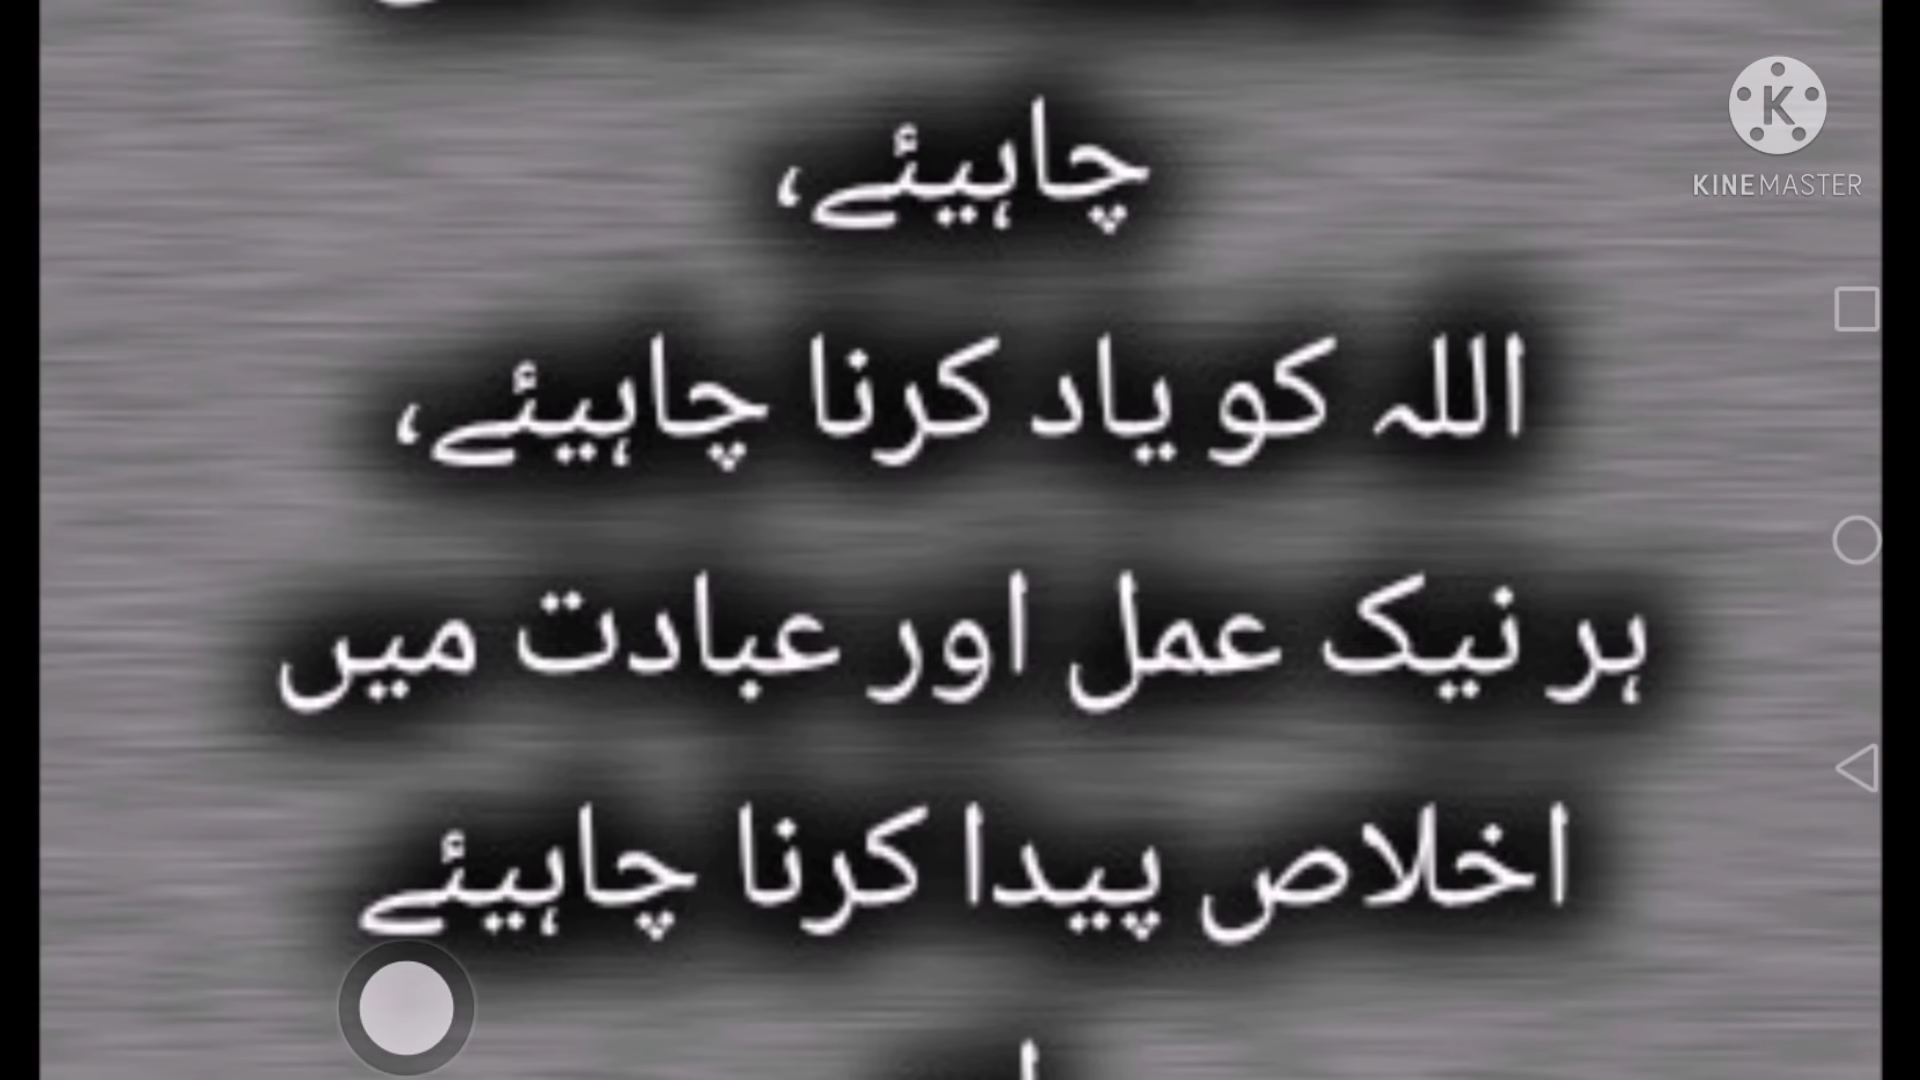 چاہیئے،
اللہ کو یاد کرنا چاہیئے،
ہر نیک عمل اور عبادت میں
اخلاص پیدا کرنا چاہیئے
K
KINEMASTER